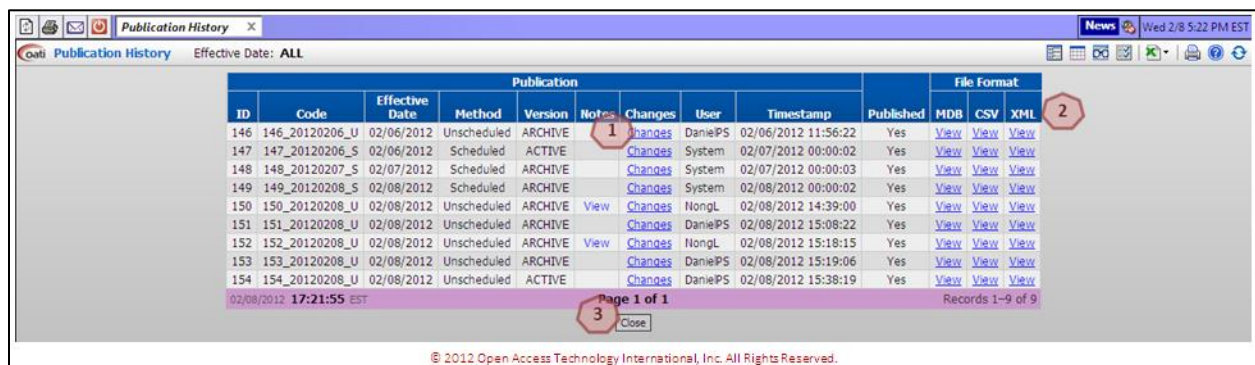 Publication History X
News Wed 2/8 5:22 PM EST
oati Publication History Effective Date: ALL
Publication File Format
ID Code Effective Date Method Version Notes Changes User Timestamp Published MDB CSV XML
2
146 146_20120206_U 02/06/2012 Unscheduled ARCHIVE 1 Changes DanielPS 02/06/2012 11:56:22 Yes View View View
147 147_20120206_S 02/06/2012 Scheduled ACTIVE Changes System 02/07/2012 00:00:02 Yes View View View
148 148_20120207_S 02/07/2012 Scheduled ARCHIVE Changes System 02/07/2012 00:00:03 Yes View View View
149 149_20120208_S 02/08/2012 Scheduled ARCHIVE Changes System 02/08/2012 00:00:02 Yes View View View
150 150_20120208_U 02/08/2012 Unscheduled ARCHIVE View Changes NongL 02/08/2012 14:39:00 Yes View View View
151 151_20120208_U 02/08/2012 Unscheduled ARCHIVE Changes DanielPS 02/08/2012 15:08:22 Yes View View View
152 152_20120208_U 02/08/2012 Unscheduled ARCHIVE View Changes NongL 02/08/2012 15:18:15 Yes View View View
153 153_20120208_U 02/08/2012 Unscheduled ARCHIVE Changes DanielPS 02/08/2012 15:19:06 Yes View View View
154 154_20120208_U 02/08/2012 Unscheduled ACTIVE Changes DanielPS 02/08/2012 15:38:19 Yes View View View
02/08/2012 17:21:55 EST Page 1 of 1 Records 1–9 of 9
3 Close
© 2012 Open Access Technology International, Inc. All Rights Reserved.